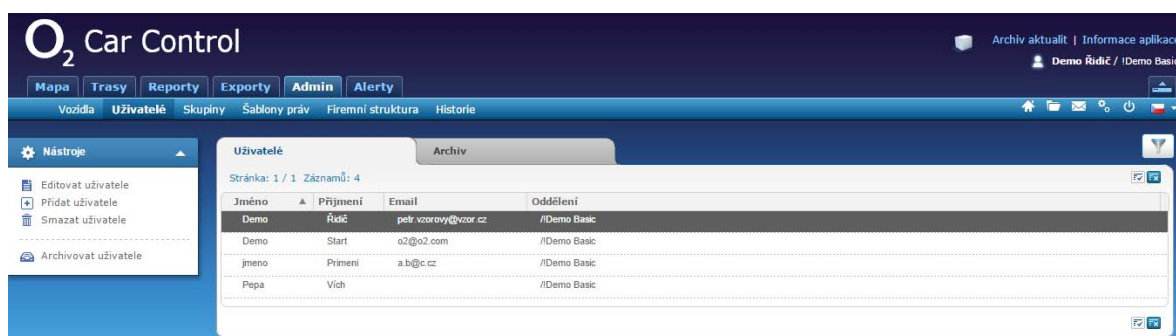 O2 Car Control
Archiv aktualit | Informace aplikace
Demo Řidič / !Demo Basic
Mapa Trasy Reporty Exporty Admin Alerty
Vozidla Uživatelé Skupiny Šablony práv Firemní struktura Historie
Nástroje
Editovat uživatele
Přidat uživatele
Smazat uživatele
Archivovat uživatele
Uživatelé Archiv
Stránka: 1 / 1 Záznamů: 4
Jméno Příjmení Email Oddělení
Demo Řidič petr.vzorovy@vzor.cz /!Demo Basic
Demo Start o2@o2.com /!Demo Basic
jmeno Primeni a.b@c.cz /!Demo Basic
Pepa Vích /!Demo Basic